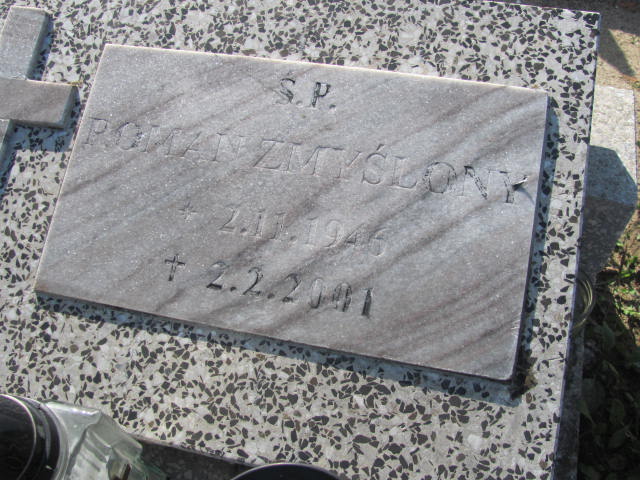 Ś.P.
ROMAN ZMYŚLONY
* 2.11.1946
✝ 2.2.2001